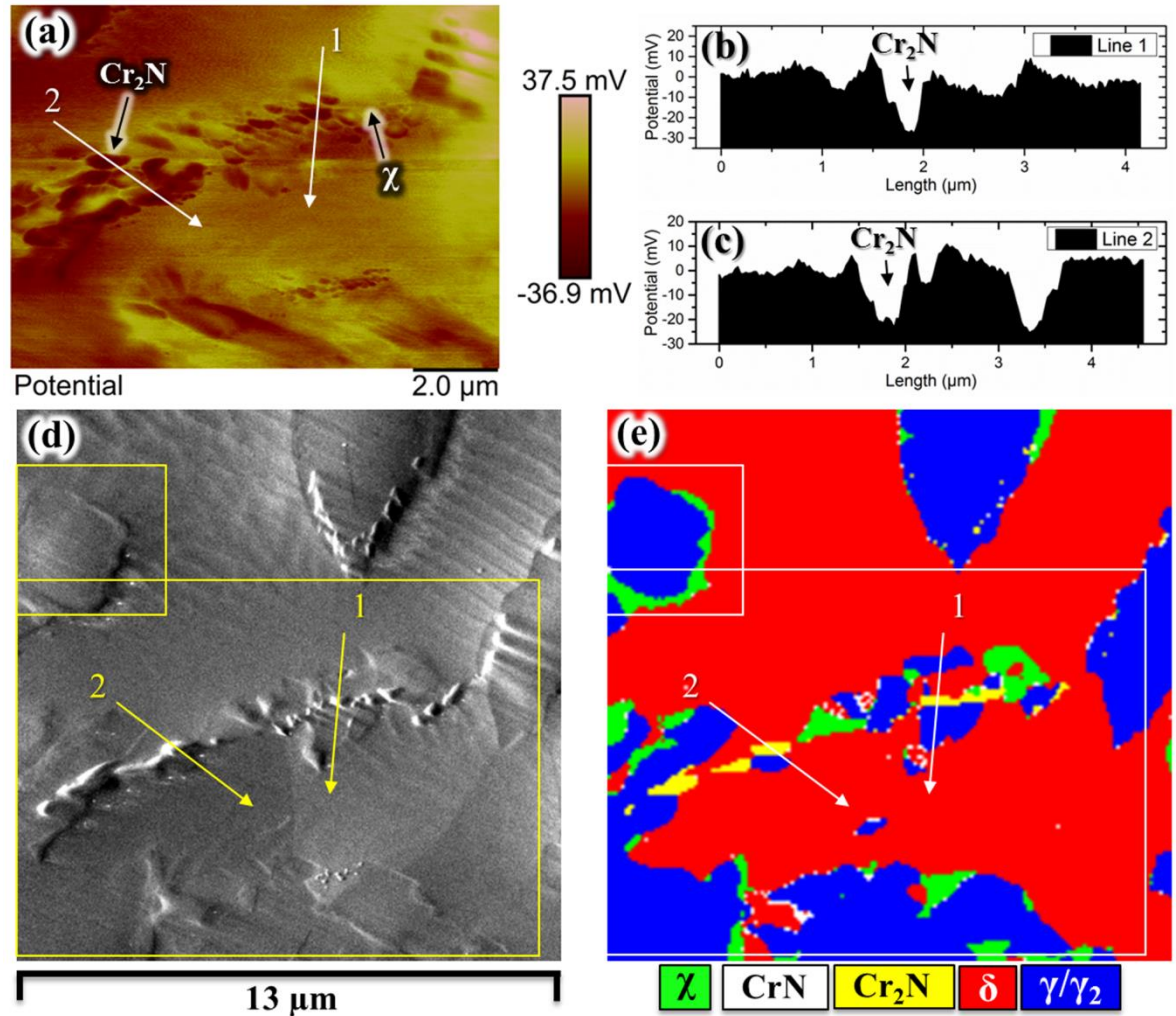 (a)
1
Cr2N
2
χ
37.5 mV
-36.9 mV
Potential
2.0 μm
(b)
Cr2N
Line 1
Potential (mV)
20
10
0
-10
-20
-30
0
1
2
3
4
Length (μm)
(c)
Cr2N
Line 2
Potential (mV)
20
10
0
-10
-20
-30
0
1
2
3
4
Length (μm)
(d)
1
2
13 μm
(e)
1
2
χ
CrN
Cr2N
δ
γ/γ2